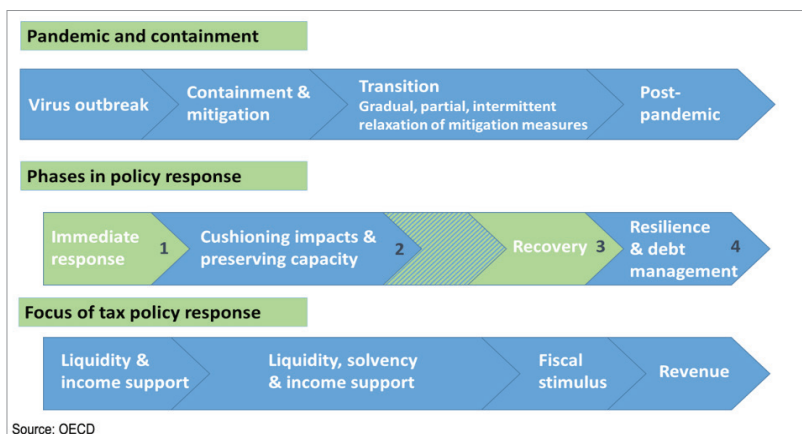 Pandemic and containment
Virus outbreak
Containment &
mitigation
Transition
Gradual, partial, intermittent
relaxation of mitigation measures
Post-
pandemic
Phases in policy response
Immediate
response
1
Cushioning impacts &
preserving capacity
2
Recovery 3
Resilience
& debt
management
4
Focus of tax policy response
Liquidity &
income support
Liquidity, solvency
& income support
Fiscal
stimulus
Revenue
Source: OECD